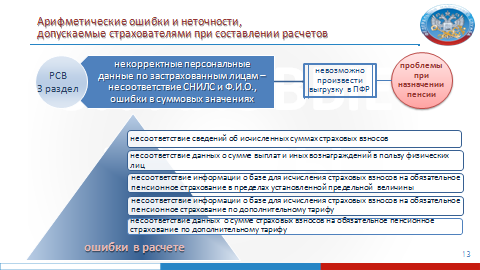 Арифметические ошибки и неточности,
допускаемые страхователями при составлении расчетов
РСВ
3 раздел
некорректные персональные
данные по застрахованным лицам –
несоответствие СНИЛС и Ф.И.О.,
ошибки в суммовых значениях
невозможно
произвести
выгрузку в ПФР
проблемы
при
назначении
пенсии
несоответствие сведений об исчисленных суммах страховых взносов
несоответствие данных о сумме выплат и иных вознаграждений в пользу физических
лиц
несоответствие информации о базе для исчисления страховых взносов на обязательное
пенсионное страхование в пределах установленной предельной величины
несоответствие информации о базе для исчисления страховых взносов на обязательное
пенсионное страхование по дополнительному тарифу
несоответствие данных о сумме страховых взносов на обязательное пенсионное
страхование по дополнительному тарифу
ошибки в расчете
13